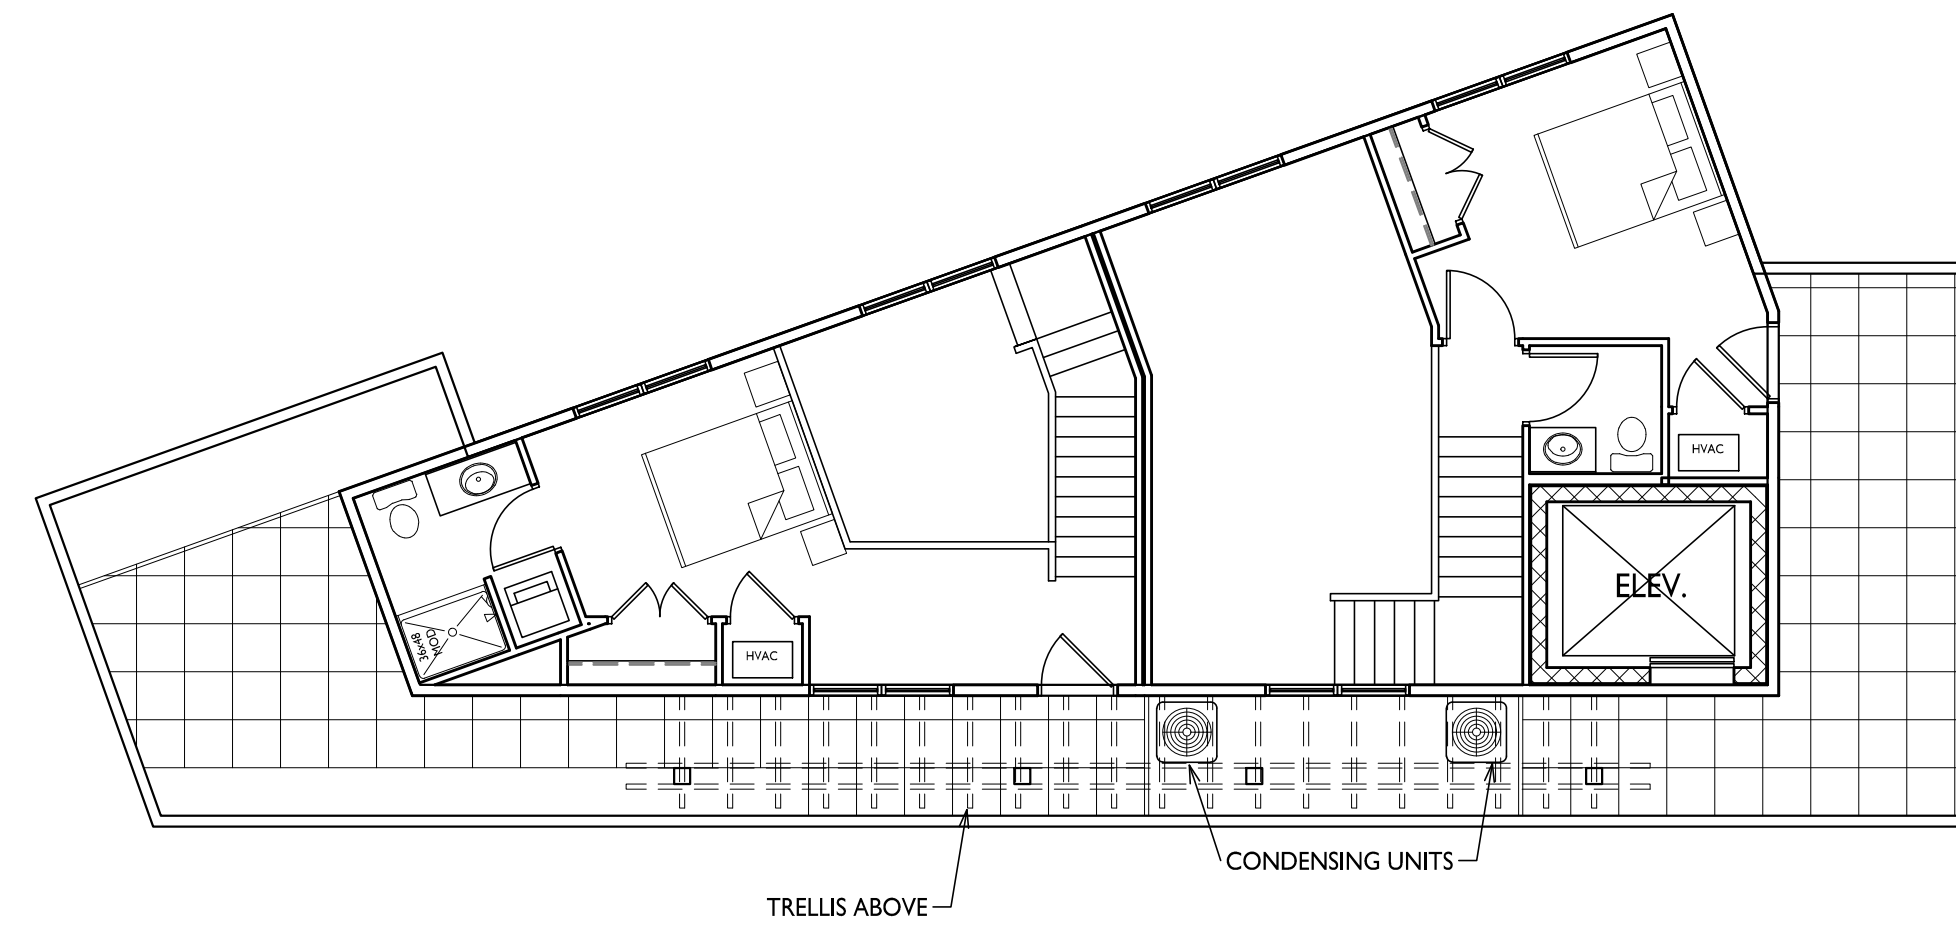 HVAC
ELEV.
36x48
MOD
HVAC
CONDENSING UNITS
TRELLIS ABOVE